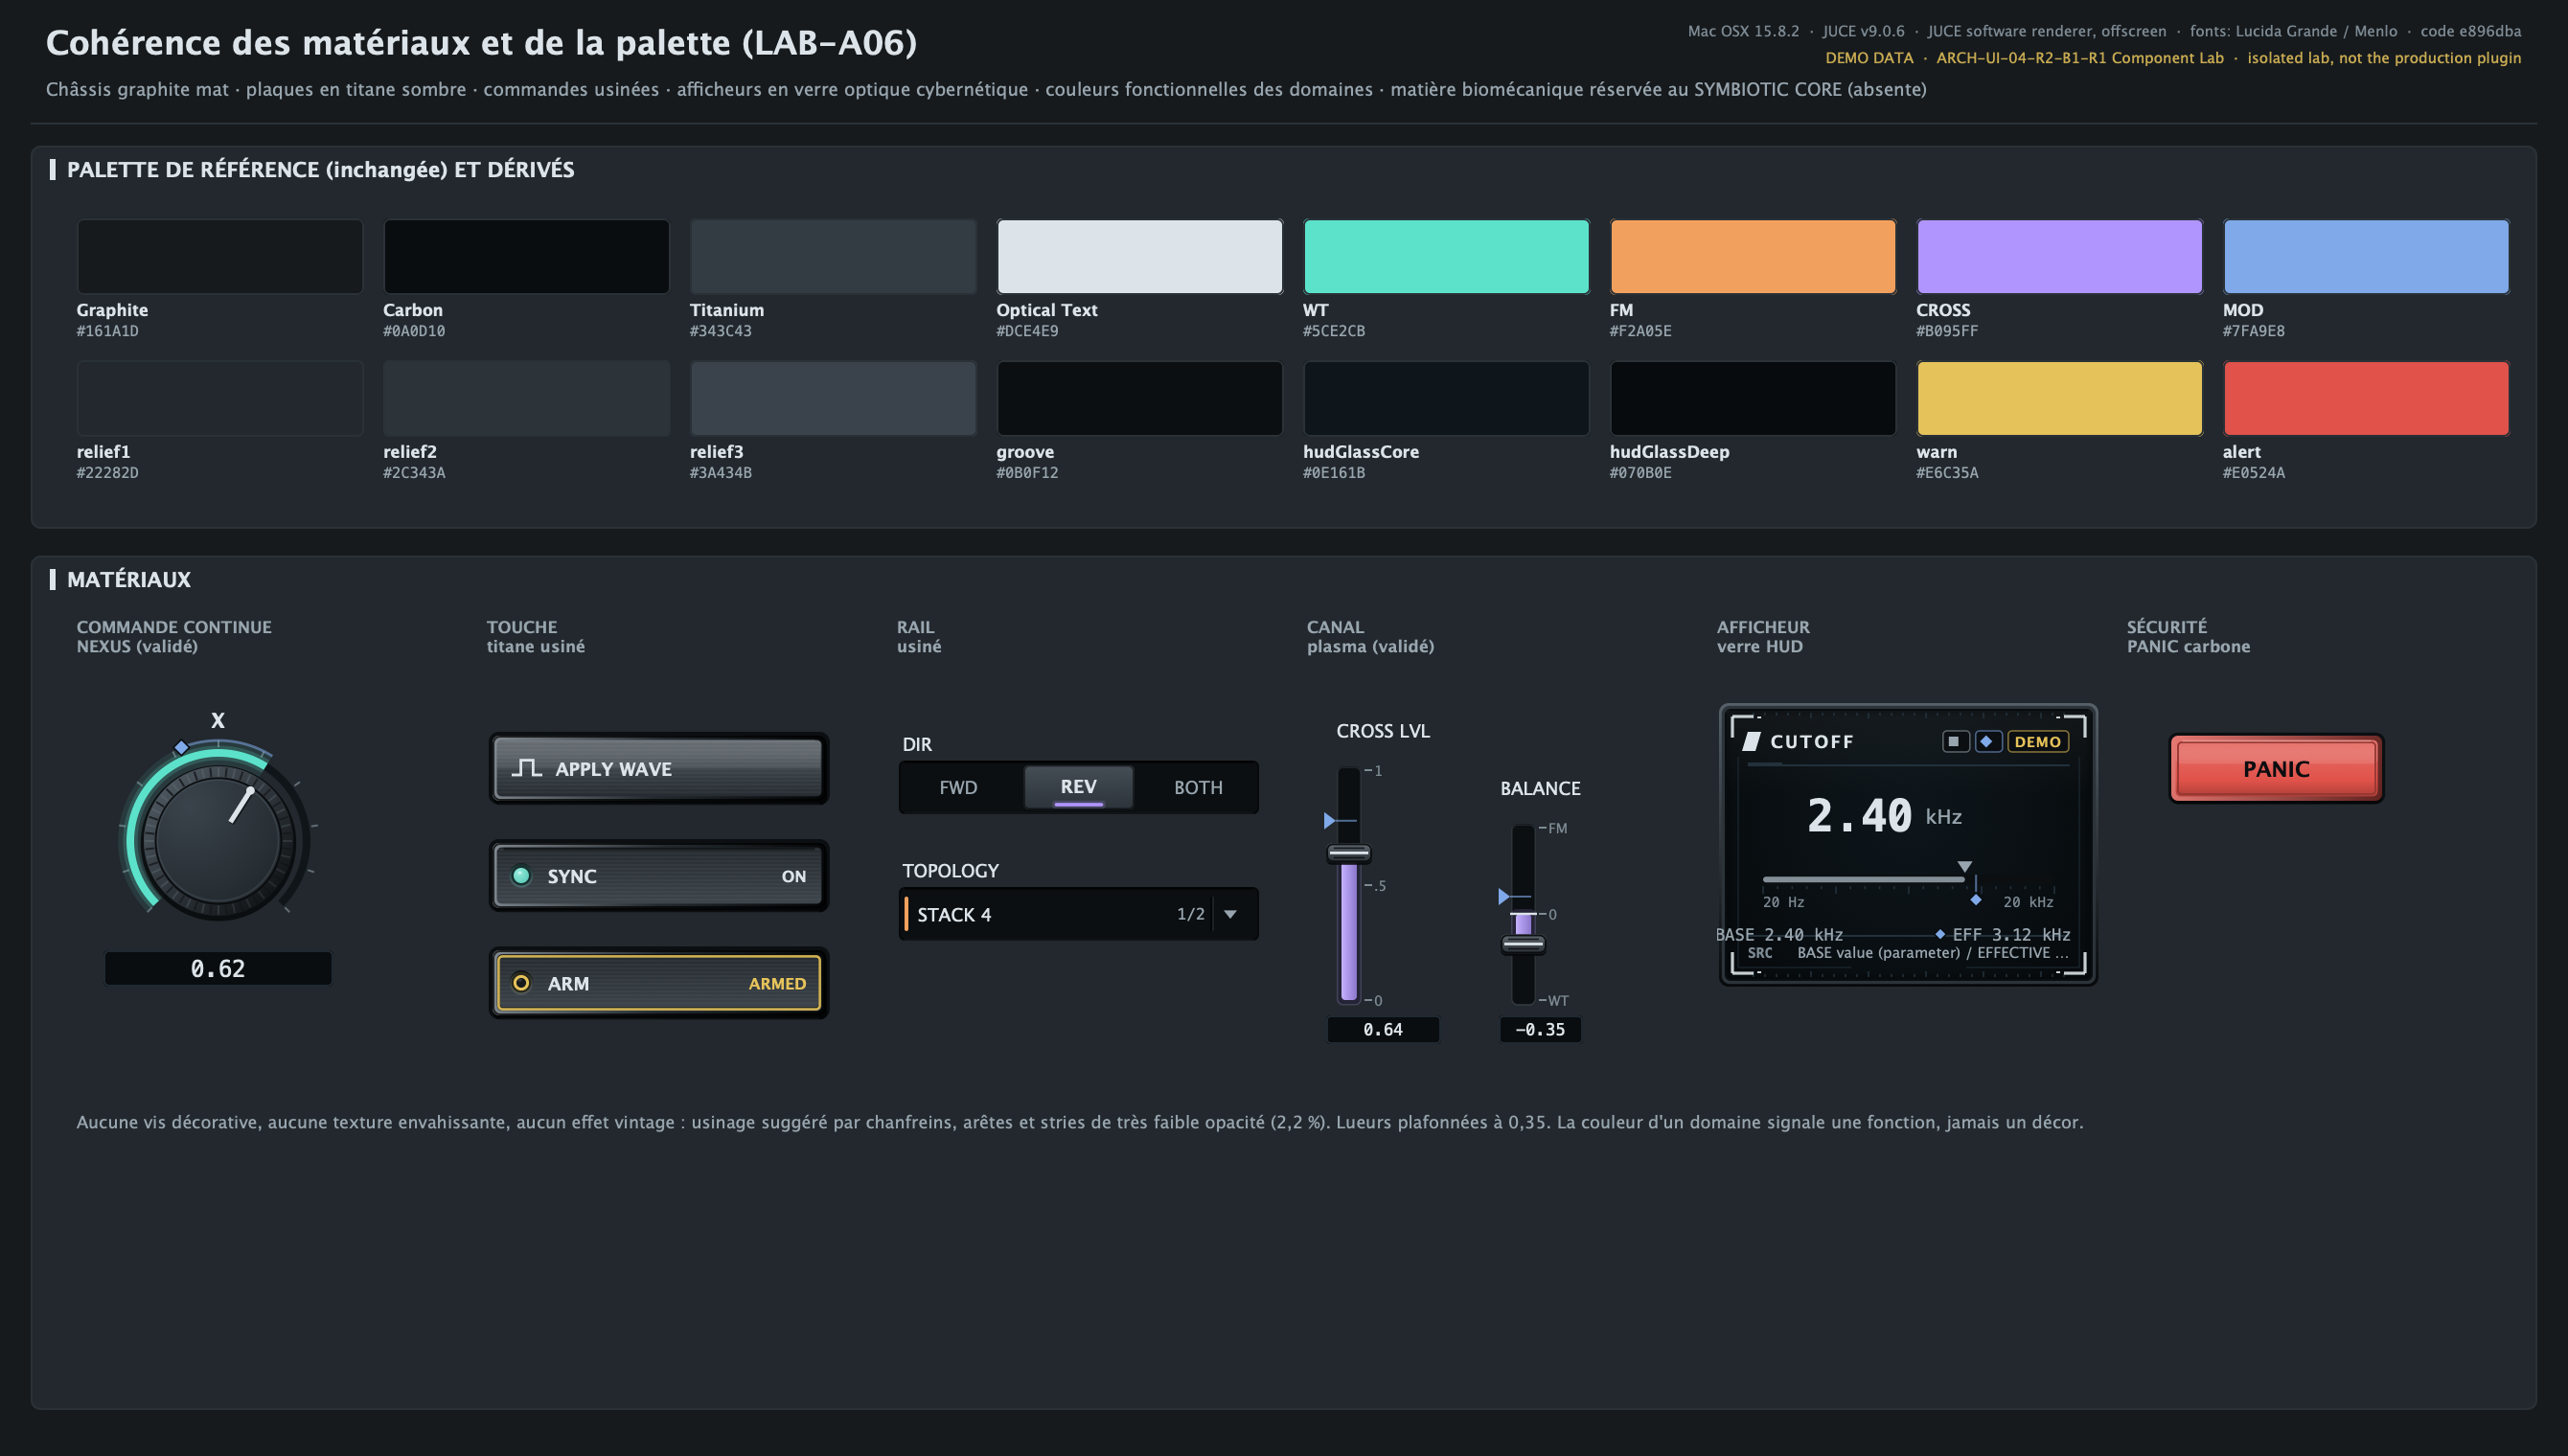 Cohérence des matériaux et de la palette (LAB-A06)
Mac OSX 15.8.2 · JUCE v9.0.6 · JUCE software renderer, offscreen · fonts: Lucida Grande / Menlo · code e896dba
DEMO DATA · ARCH-UI-04-R2-B1-R1 Component Lab · isolated lab, not the production plugin
Châssis graphite mat · plaques en titane sombre · commandes usinées · afficheurs en verre optique cybernétique · couleurs fonctionnelles des domaines · matière biomécanique réservée au SYMBIOTIC CORE (absente)
PALETTE DE RÉFÉRENCE (inchangée) ET DÉRIVÉS
Graphite Carbon Titanium Optical Text WT FM CROSS MOD
#161A1D #0A0D10 #343C43 #DCE4E9 #5CE2CB #F2A05E #B095FF #7FA9E8
relief1 relief2 relief3 groove hudGlassCore hudGlassDeep warn alert
#22282D #2C343A #3A434B #0B0F12 #0E161B #070B0E #E6C35A #E0524A
MATÉRIAUX
COMMANDE CONTINUE
NEXUS (validé)
X
0.62
TOUCHE
titane usiné
APPLY WAVE
SYNC ON
ARM ARMED
RAIL
usiné
DIR
FWD REV BOTH
TOPOLOGY
STACK 4 1/2
CANAL
plasma (validé)
CROSS LVL
1
.5
0
0.64
BALANCE
FM
0
WT
−0.35
AFFICHEUR
verre HUD
CUTOFF DEMO
2.40 kHz
20 Hz 20 kHz
BASE 2.40 kHz EFF 3.12 kHz
SRC BASE value (parameter) / EFFECTIVE ...
SÉCURITÉ
PANIC carbone
PANIC
Aucune vis décorative, aucune texture envahissante, aucun effet vintage : usinage suggéré par chanfreins, arêtes et stries de très faible opacité (2,2 %). Lueurs plafonnées à 0,35. La couleur d'un domaine signale une fonction, jamais un décor.